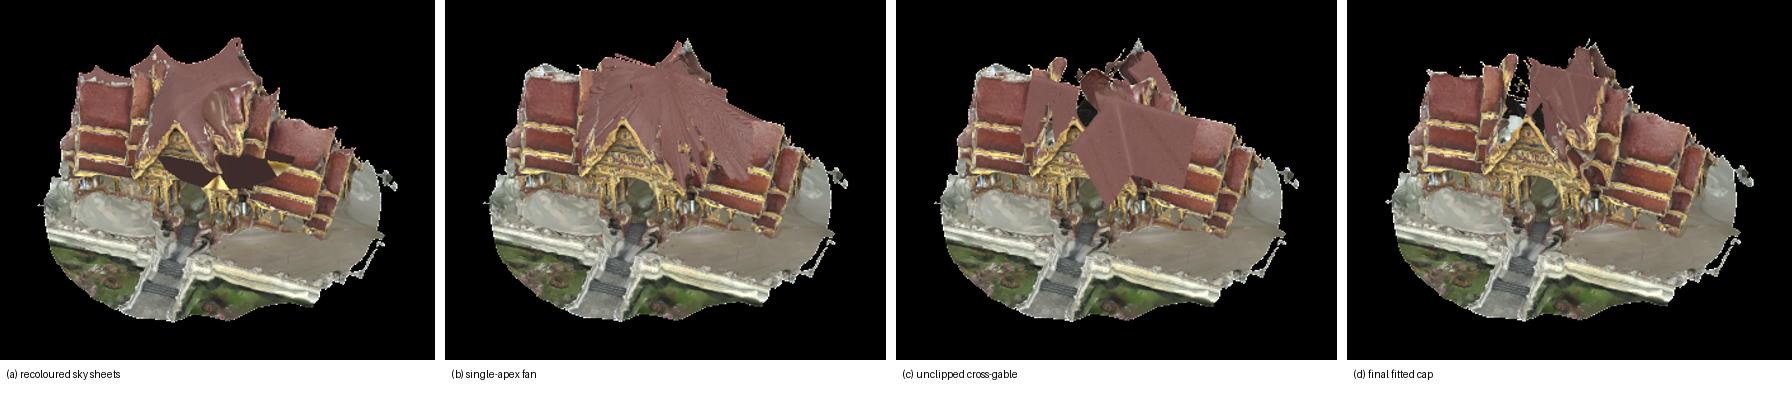 (a) recoloured sky sheets
(b) single-apex fan
(c) unclipped cross-gable
(d) final fitted cap